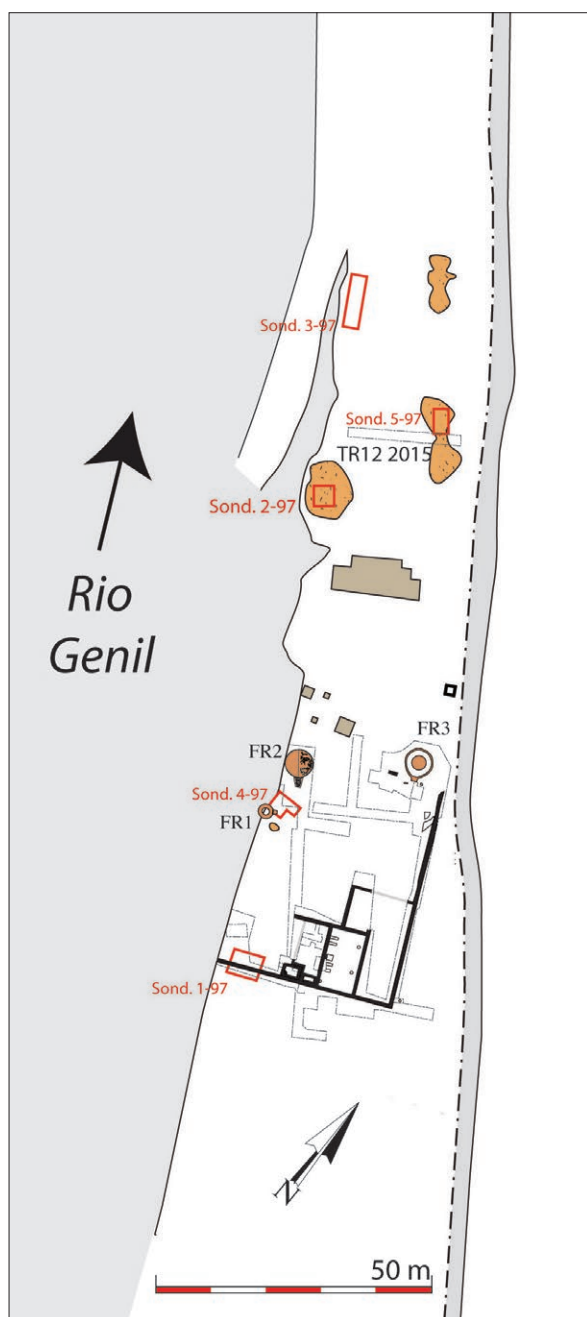 Sond. 3-97
Sond. 5-97
TR12 2015
Sond. 2-97
Rio
Genil
FR2
FR3
Sond. 4-97
FR1
Sond. 1-97
N
50 m